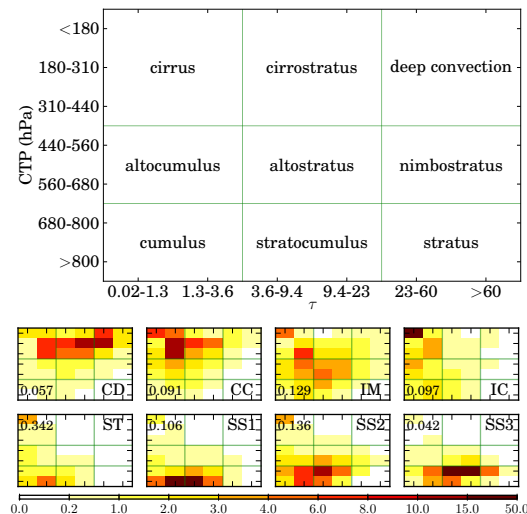 <180
180-310 cirrus cirrostratus deep convection
310-440
CTP (hPa)
440-560 altocumulus altostratus nimbostratus
560-680
680-800 cumulus stratocumulus stratus
>800
0.02-1.3 1.3-3.6 3.6-9.4 9.4-23 23-60 >60
τ
0.057 CD 0.091 CC 0.129 IM 0.097 IC
0.342 ST 0.106 SS1 0.136 SS2 0.042 SS3
0.0 0.2 1.0 2.0 3.0 4.0 6.0 8.0 10.0 15.0 50.0